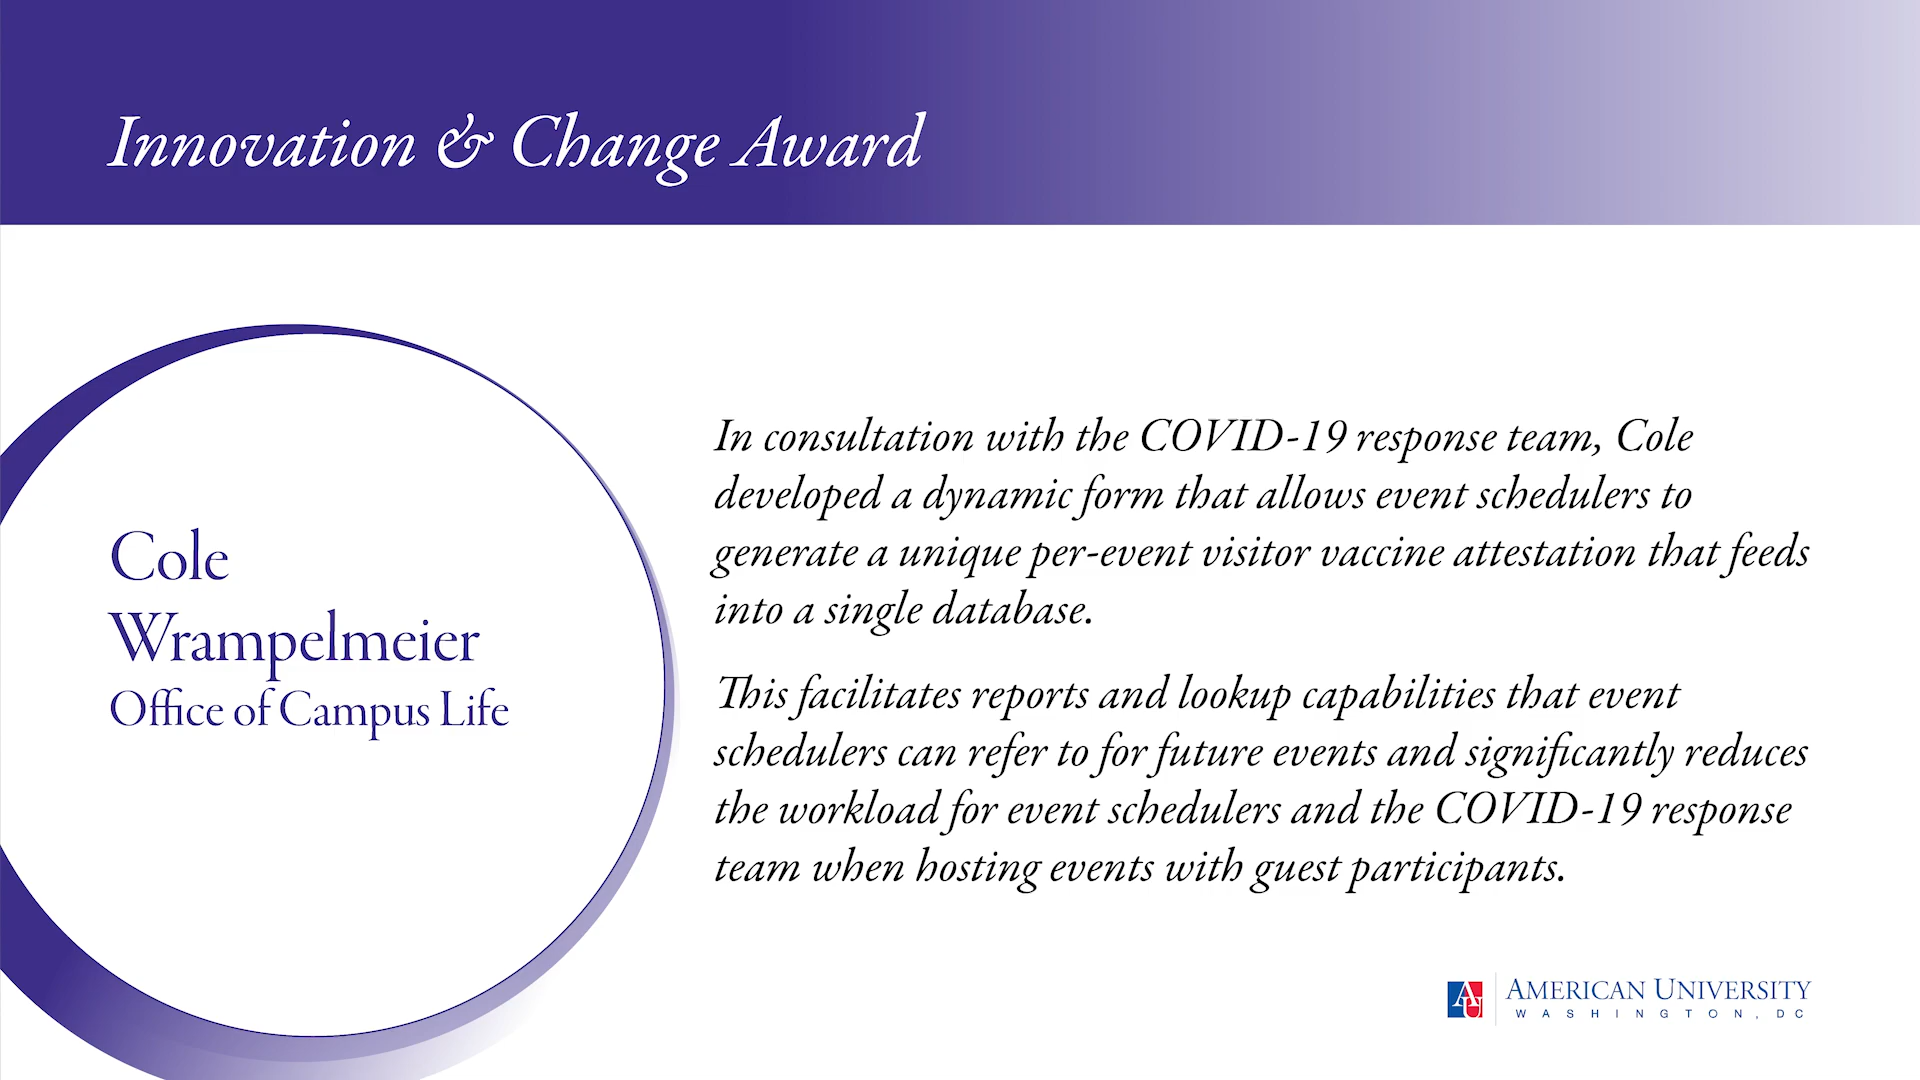 Innovation & Change Award
Cole
Wrampelmeier
Office of Campus Life
In consultation with the COVID-19 response team, Cole
developed a dynamic form that allows event schedulers to
generate a unique per-event visitor vaccine attestation that feeds
into a single database.
This facilitates reports and lookup capabilities that event
schedulers can refer to for future events and significantly reduces
the workload for event schedulers and the COVID-19 response
team when hosting events with guest participants.
AU
AMERICAN UNIVERSITY
WASHINGTON, DC